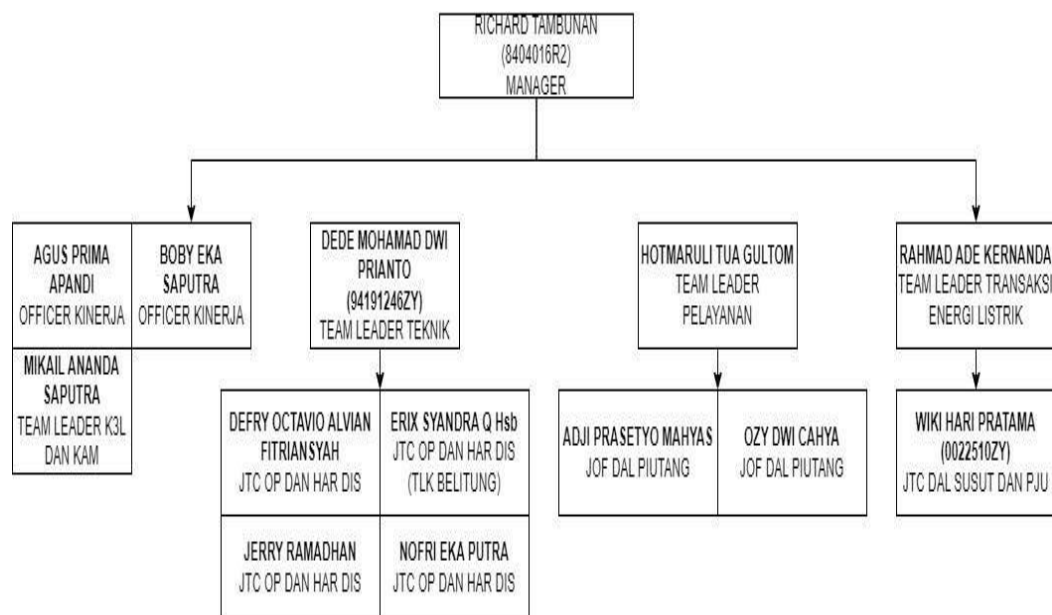 RICHARD TAMBUNAN
(8404016R2)
MANAGER
AGUS PRIMA
APANDI
OFFICER KINERJA
BOBY EKA
SAPUTRA
OFFICER KINERJA
MIKAIL ANANDA
SAPUTRA
TEAM LEADER K3L
DAN KAM
DEDE MOHAMAD DWI
PRIANTO
(94191246ZY)
TEAM LEADER TEKNIK
DEFRY OCTAVIO ALVIAN
FITRIANSYAH
JTC OP DAN HAR DIS
ERIX SYANDRA Q Hsb
JTC OP DAN HAR DIS
(TLK BELITUNG)
JERRY RAMADHAN
JTC OP DAN HAR DIS
NOFRI EKA PUTRA
JTC OP DAN HAR DIS
HOTMARULI TUA GULTOM
TEAM LEADER
PELAYANAN
ADJI PRASETYO MAHYAS
JOF DAL PIUTANG
OZY DWI CAHYA
JOF DAL PIUTANG
RAHMAD ADE KERNANDA
TEAM LEADER TRANSAKSI
ENERGI LISTRIK
WIKI HARI PRATAMA
(0022510ZY)
JTC DAL SUSUT DAN PJU